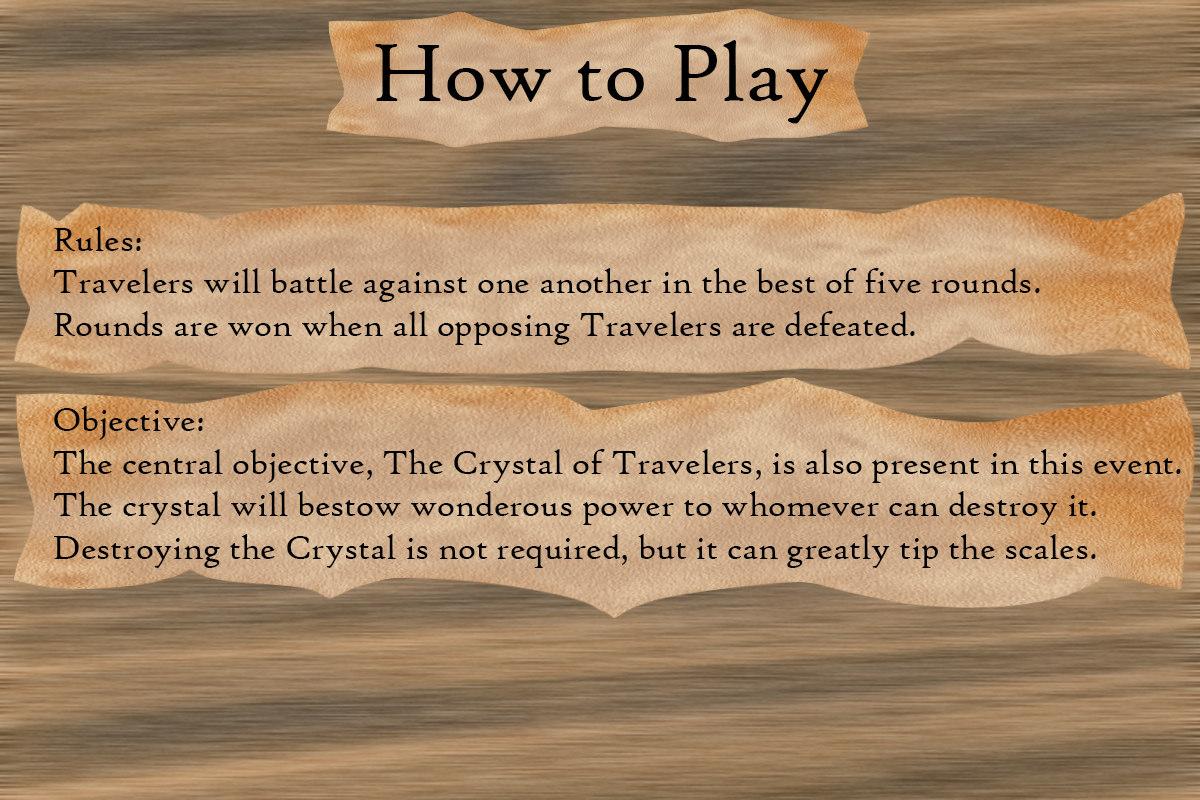 How to Play
Rules:
Travelers will battle against one another in the best of five rounds.
Rounds are won when all opposing Travelers are defeated.
Objective:
The central objective, The Crystal of Travelers, is also present in this event.
The crystal will bestow wonderous power to whomever can destroy it.
Destroying the Crystal is not required, but it can greatly tip the scales.